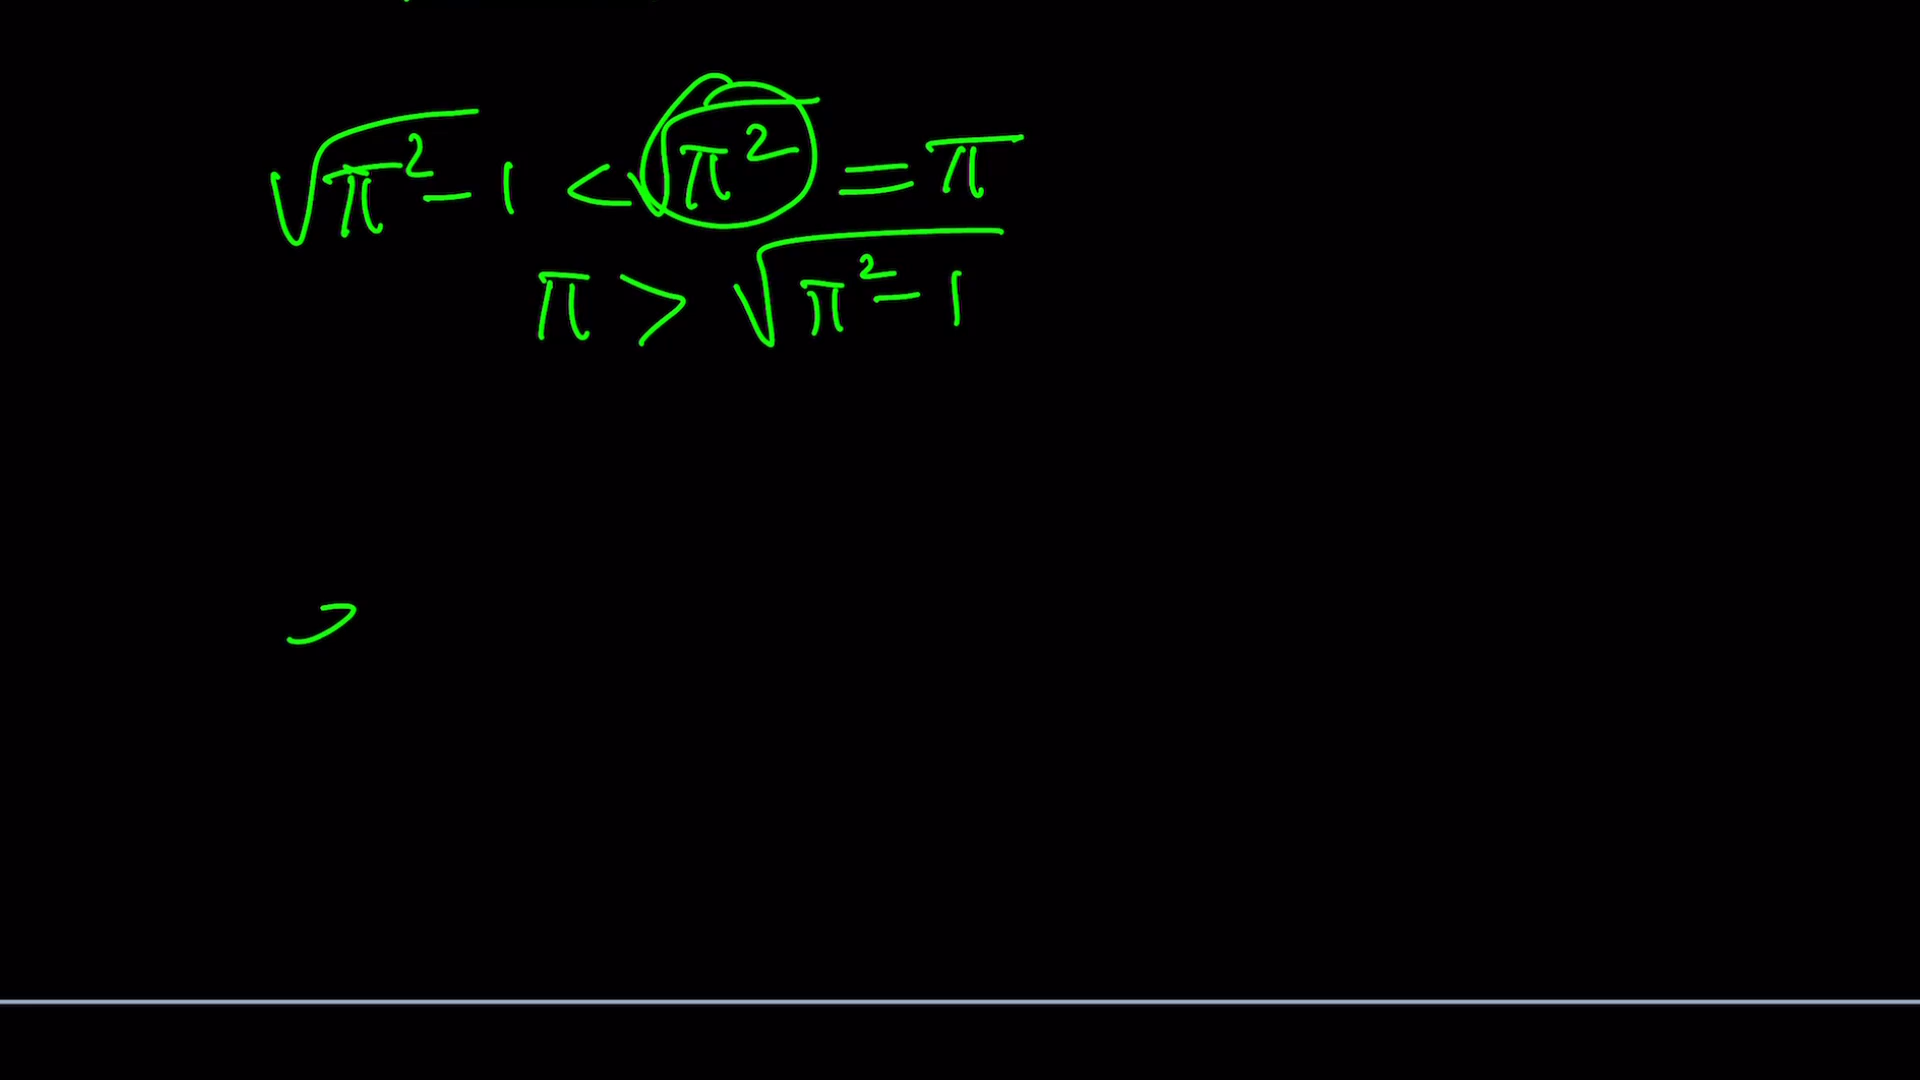 √π²-1 < √π² = π
π > √π²-1